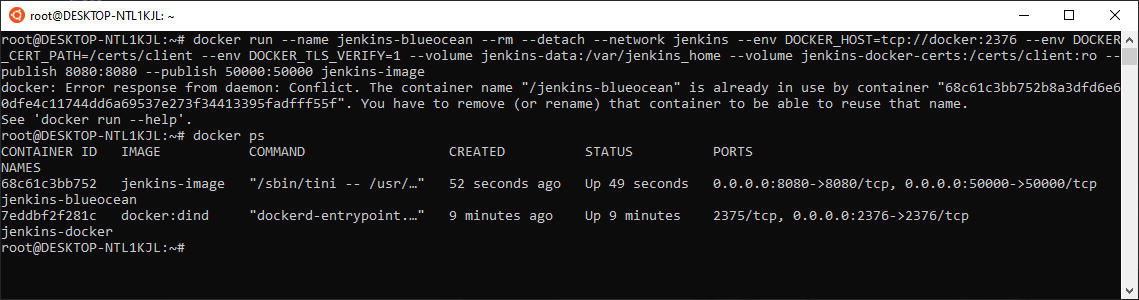 root@DESKTOP-NTL1KJL: ~
root@DESKTOP-NTL1KJL:~# docker run --name jenkins-blueocean --rm --detach --network jenkins --env DOCKER_HOST=tcp://docker:2376 --env DOCKER
_CERT_PATH=/certs/client --env DOCKER_TLS_VERIFY=1 --volume jenkins-data:/var/jenkins_home --volume jenkins-docker-certs:/certs/client:ro --
publish 8080:8080 --publish 50000:50000 jenkins-image
docker: Error response from daemon: Conflict. The container name "/jenkins-blueocean" is already in use by container "68c61c3bb752b8a3dfd6e6
0dfe4c11744dd6a69537e273f34413395fadfff55f". You have to remove (or rename) that container to be able to reuse that name.
See 'docker run --help'.
root@DESKTOP-NTL1KJL:~# docker ps
CONTAINER ID   IMAGE           COMMAND                  CREATED          STATUS          PORTS
NAMES
68c61c3bb752   jenkins-image   "/sbin/tini -- /usr/…"   52 seconds ago   Up 49 seconds   0.0.0.0:8080->8080/tcp, 0.0.0.0:50000->50000/tcp
jenkins-blueocean
7eddbf2f281c   docker:dind     "dockerd-entrypoint.…"   9 minutes ago    Up 9 minutes    2375/tcp, 0.0.0.0:2376->2376/tcp
jenkins-docker
root@DESKTOP-NTL1KJL:~#